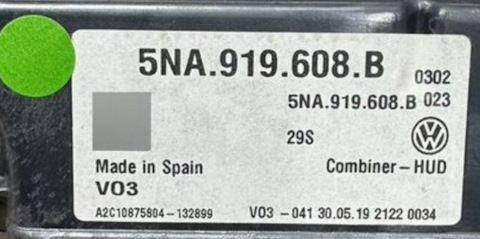 5NA.919.608.B 0302
5NA.919.608.B 023
29S
Made in Spain Combiner-HUD
V03
A2C10875804-132899 V03 -041 30.05.19 2122 0034